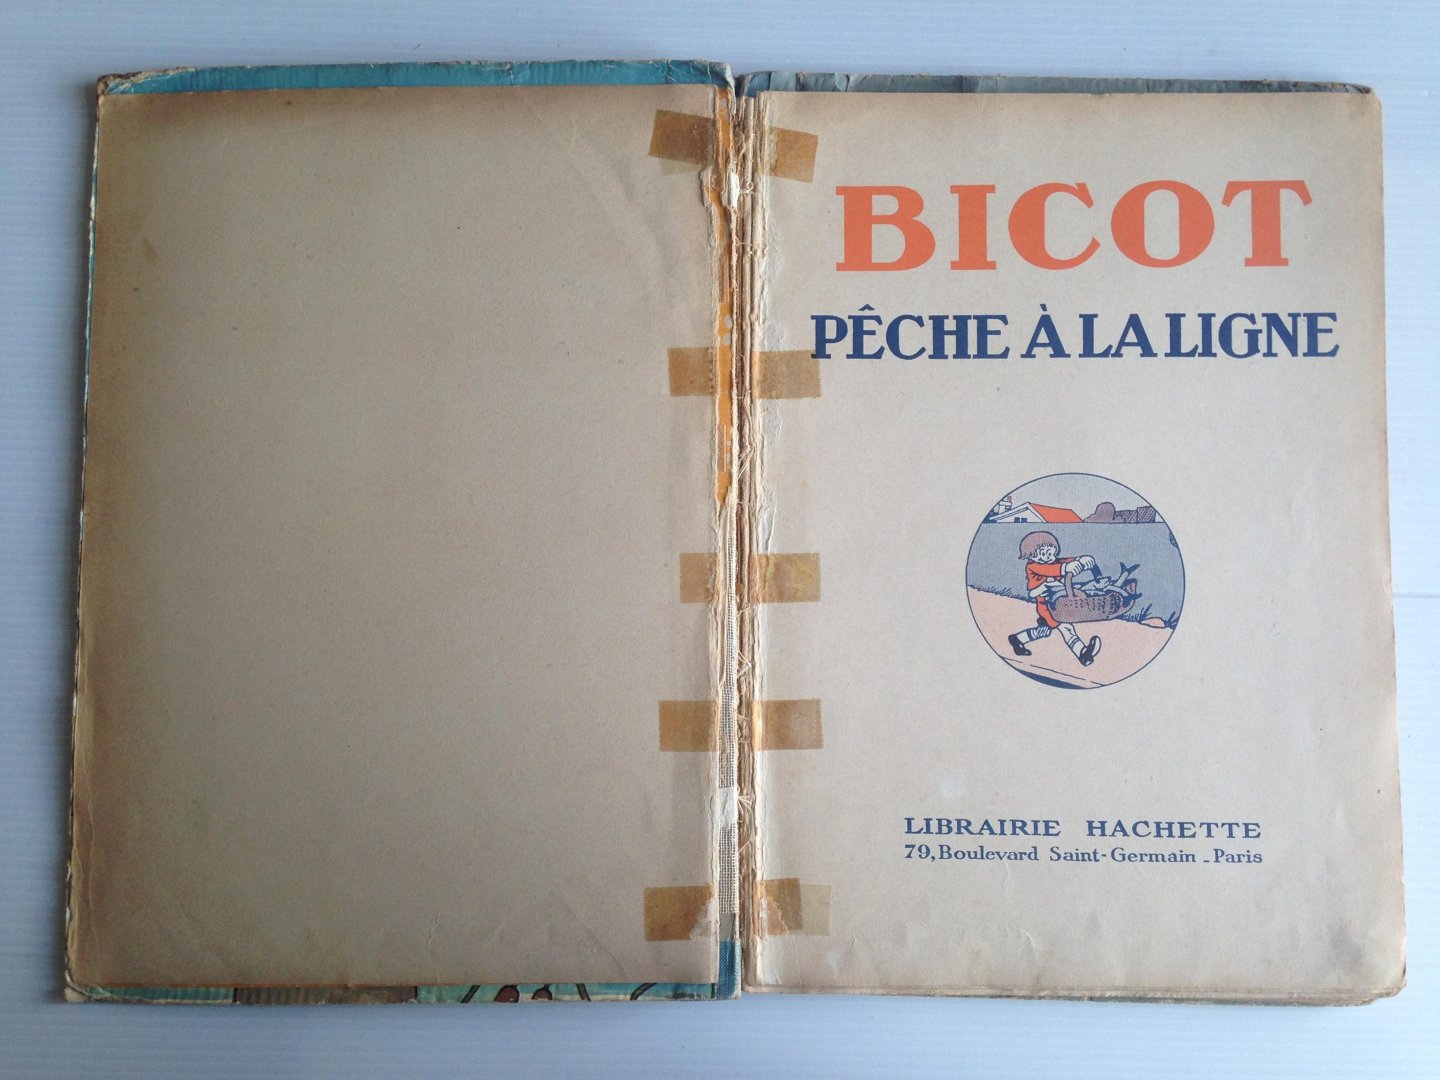 BICOT
PÊCHE À LA LIGNE
LIBRAIRIE HACHETTE
79, Boulevard Saint-Germain - Paris